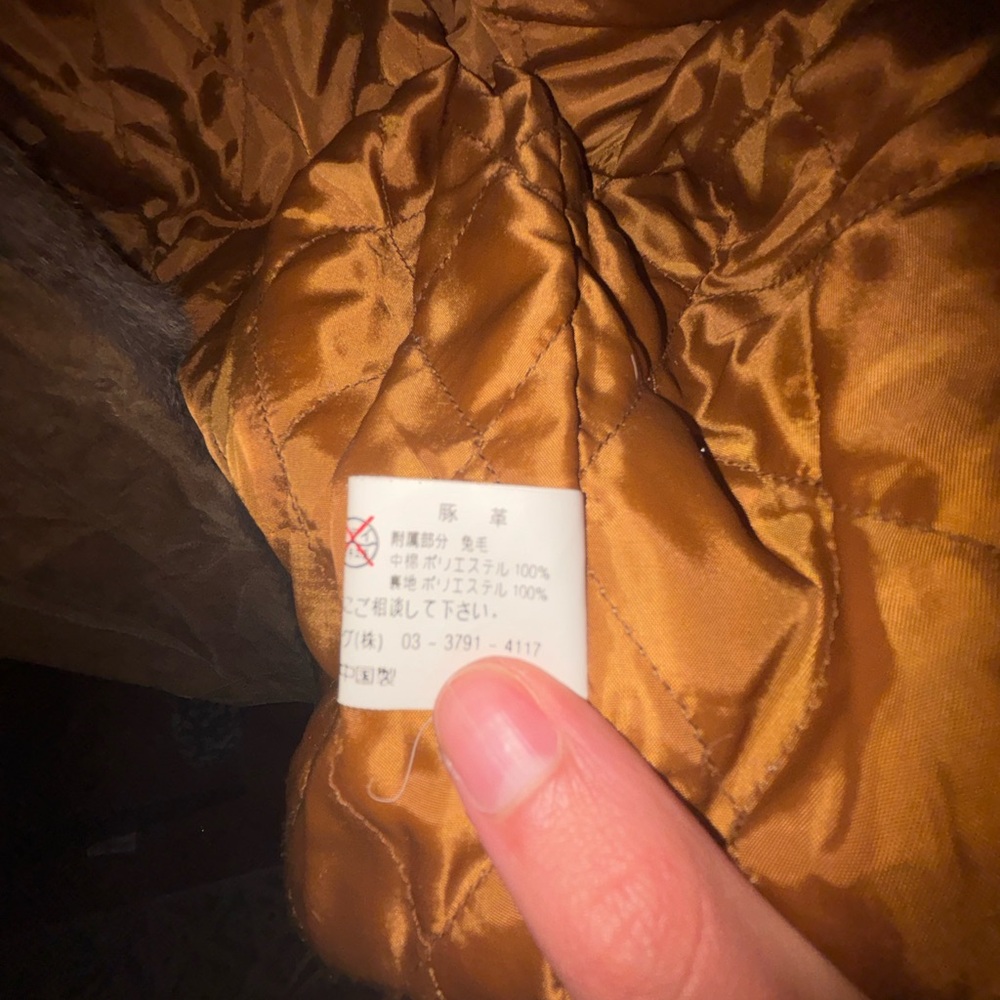 豚 革
附属部分 兎毛
中棉 ポリエステル 100%
裏地 ポリエステル 100%
ご相談して下さい。
グ(株) 03-3791-4117
中国製